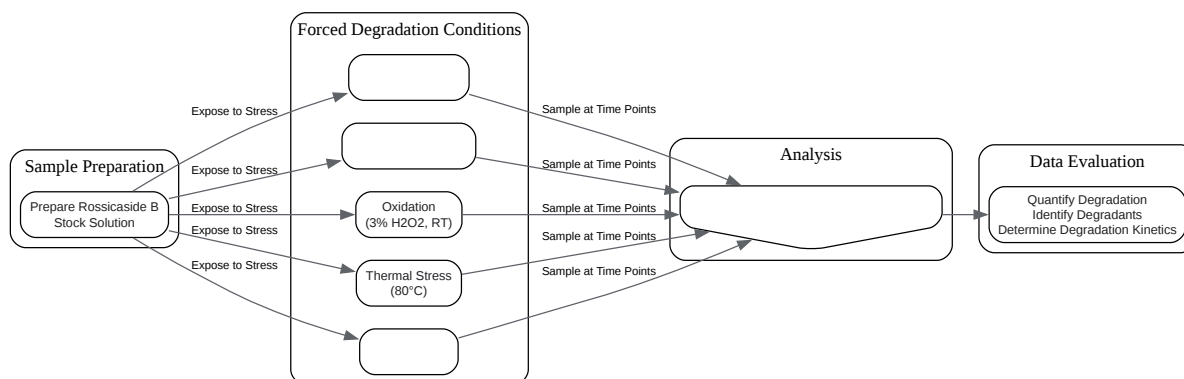 Forced Degradation Conditions
Expose to Stress
Sample at Time Points
Sample Preparation
Prepare Rossicaside B
Stock Solution
Expose to Stress
Sample at Time Points
Analysis
Data Evaluation
Expose to Stress
Oxidation
(3% H2O2, RT)
Sample at Time Points
Quantify Degradation
Identify Degradants
Determine Degradation Kinetics
Expose to Stress
Thermal Stress
(80°C)
Sample at Time Points
Expose to Stress
Sample at Time Points